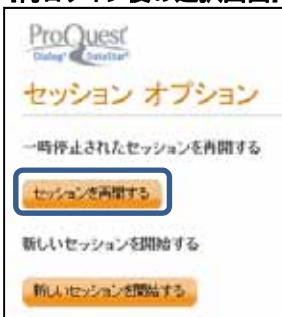 ProQuest
Dialog DataStar
セッション オプション
一時停止されたセッションを再開する
セッションを再開する
新しいセッションを開始する
新しいセッションを開始する